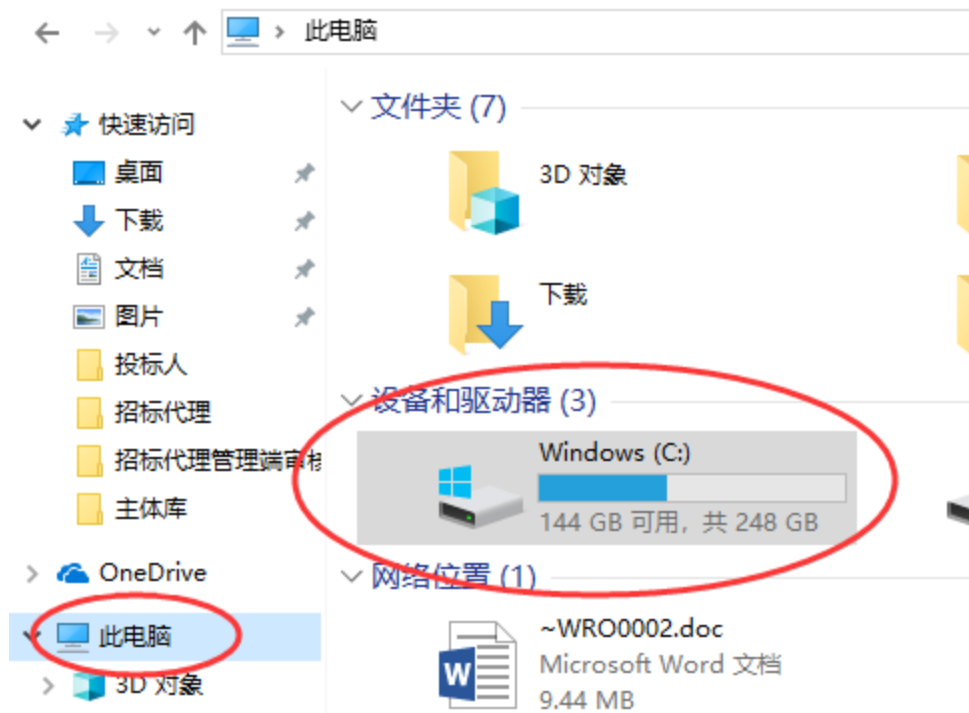 此电脑
快速访问
桌面
下载
文档
图片
投标人
招标代理
招标代理管理端审核
主体库
OneDrive
此电脑
3D 对象
文件夹 (7)
3D 对象
下载
设备和驱动器 (3)
Windows (C:)
144 GB 可用，共 248 GB
网络位置 (1)
~WRO0002.doc
Microsoft Word 文档
9.44 MB